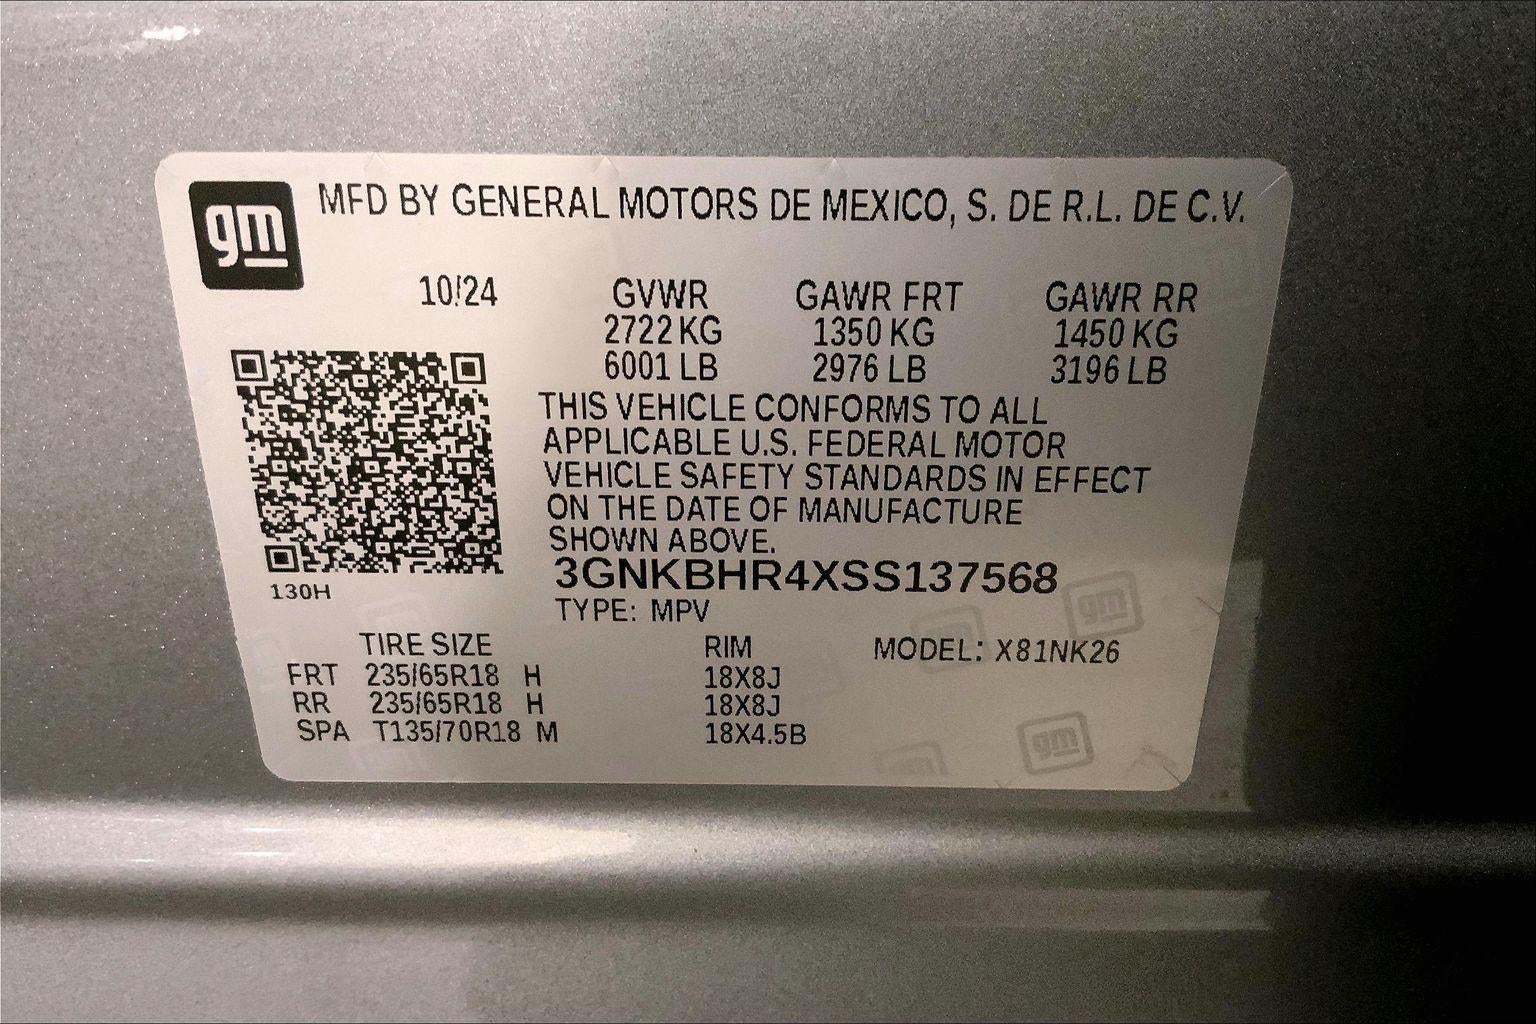 gm MFD BY GENERAL MOTORS DE MEXICO, S. DE R.L. DE C.V.
10/24 GVWR GAWR FRT GAWR RR
2722 KG 1350 KG 1450 KG
6001 LB 2976 LB 3196 LB
THIS VEHICLE CONFORMS TO ALL
APPLICABLE U.S. FEDERAL MOTOR
VEHICLE SAFETY STANDARDS IN EFFECT
ON THE DATE OF MANUFACTURE
SHOWN ABOVE.
130H
3GNKBHR4XSS137568
TYPE: MPV
TIRE SIZE RIM MODEL: X81NK26
FRT 235/65R18 H 18X8J
RR 235/65R18 H 18X8J
SPA T135/70R18 M 18X4.5B
gm
gm